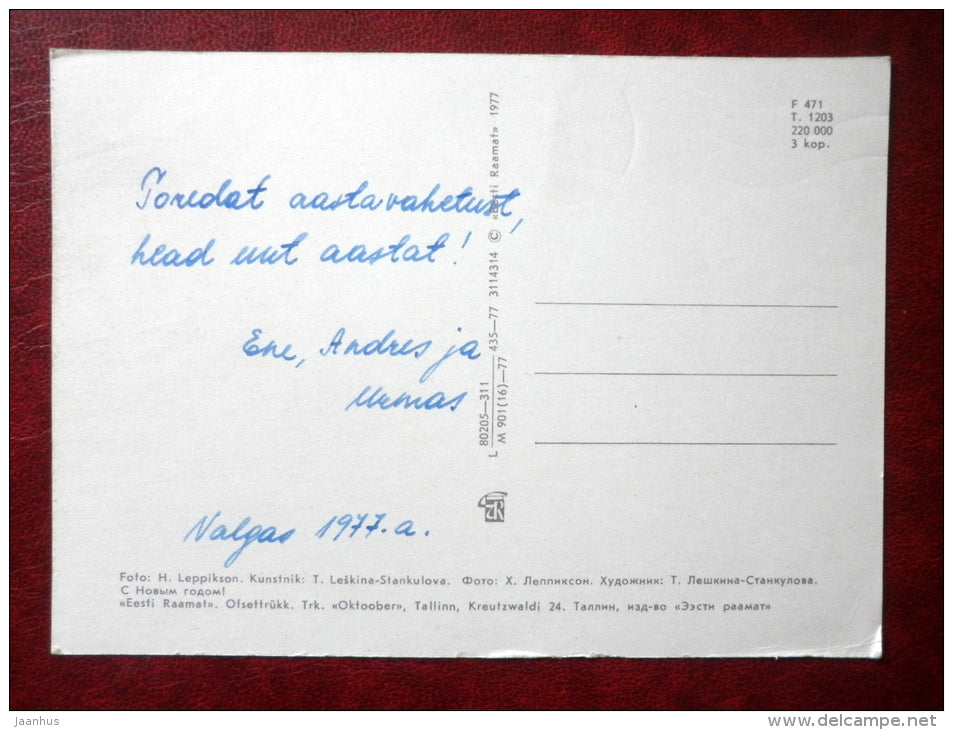 Toredat aastavahetust,
head uut aastat!
Ene, Andres ja
Urmas
Valgas 1977.a.
F 471
T. 1203
220 000
3 kop.
L 80205—311 435—77 3114314 © «Eesti Raamat» 1977
M 901(16)—77
Foto: H. Leppikson. Kunstnik: T. Leškina-Stankulova. Фото: Х. Леппиксон. Художник: Т. Лешкина-Станкулова.
С Новым годом!
«Eesti Raamat». Ofsettrükk. Trk. «Oktoober», Tallinn, Kreutzwaldi 24. Таллин, изд-во «Ээсти раамат»
jaanhus
www.delcampe.net